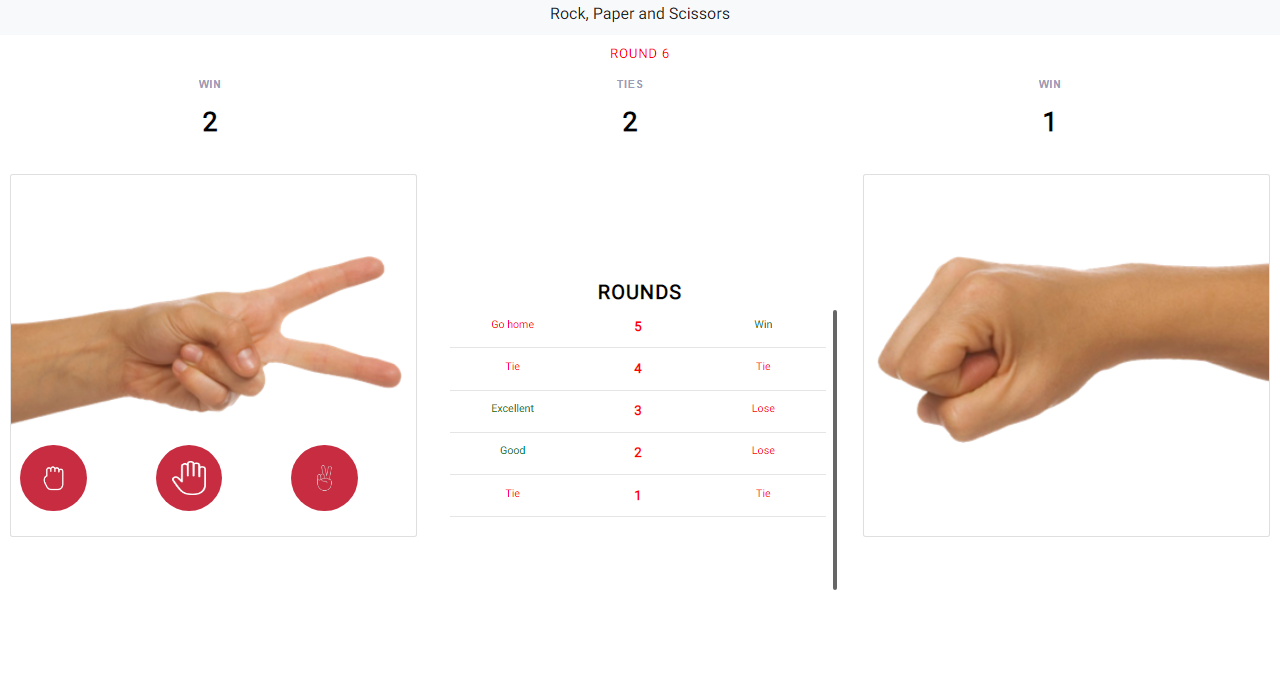 Rock, Paper and Scissors
ROUND 6
WIN TIES WIN
2 2 1
ROUNDS
Go home 5 Win
Tie 4 Tie
Excellent 3 Lose
Good 2 Lose
Tie 1 Tie